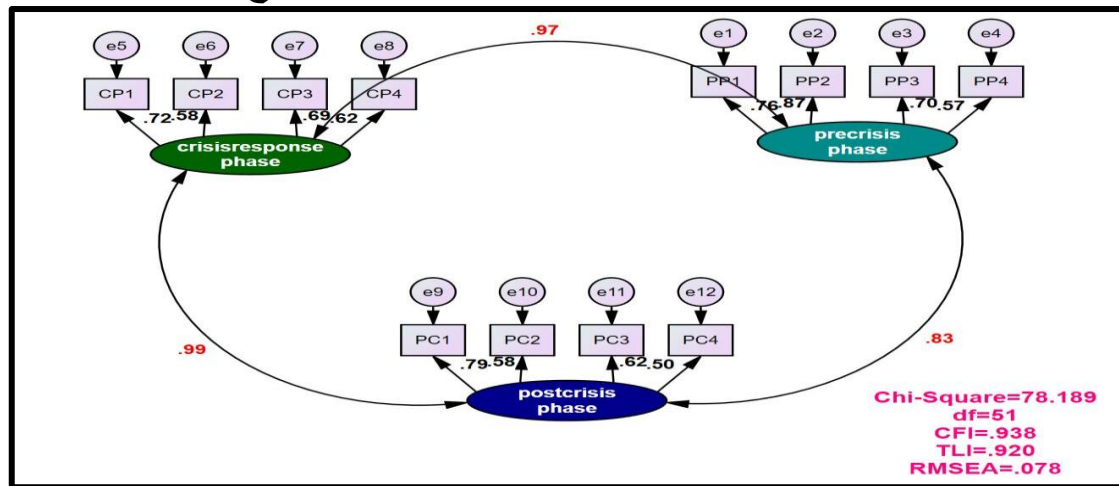 .97
e5 e6 e7 e8
e1 e2 e3 e4
CP1 CP2 CP3 CP4
PP1 PP2 PP3 PP4
.72 .58 .69 .62
.76 .87 .70 .57
crisisresponse
phase
precrisis
phase
e9 e10 e11 e12
PC1 PC2 PC3 PC4
.99
.83
.79 .58 .62 .50
postcrisis
phase
Chi-Square=78.189
df=51
CFI=.938
TLI=.920
RMSEA=.078